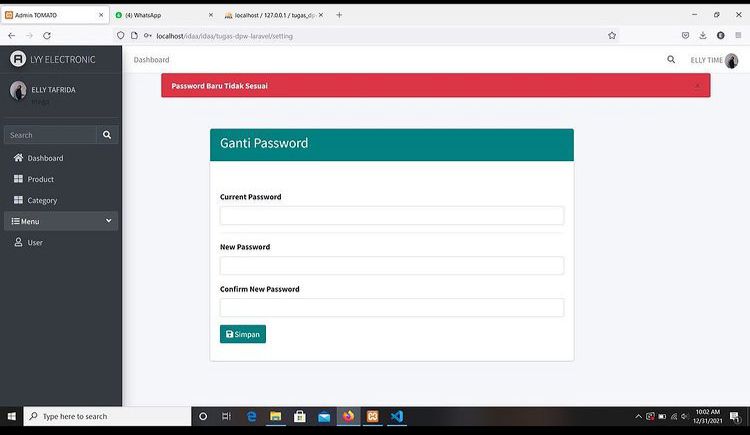 Admin TOMATO
(4) WhatsApp
localhost / 127.0.0.1 / tugas_dp
localhost/idaa/idaa/tugas-dpw-laravel/setting
LYY ELECTRONIC
Dashboard
ELLY TIME
ELLY TAFRIDA
Password Baru Tidak Sesuai
Search
Dashboard
Product
Category
Menu
User
Ganti Password
Current Password
New Password
Confirm New Password
Simpan
Type here to search
10:02 AM
12/31/2021